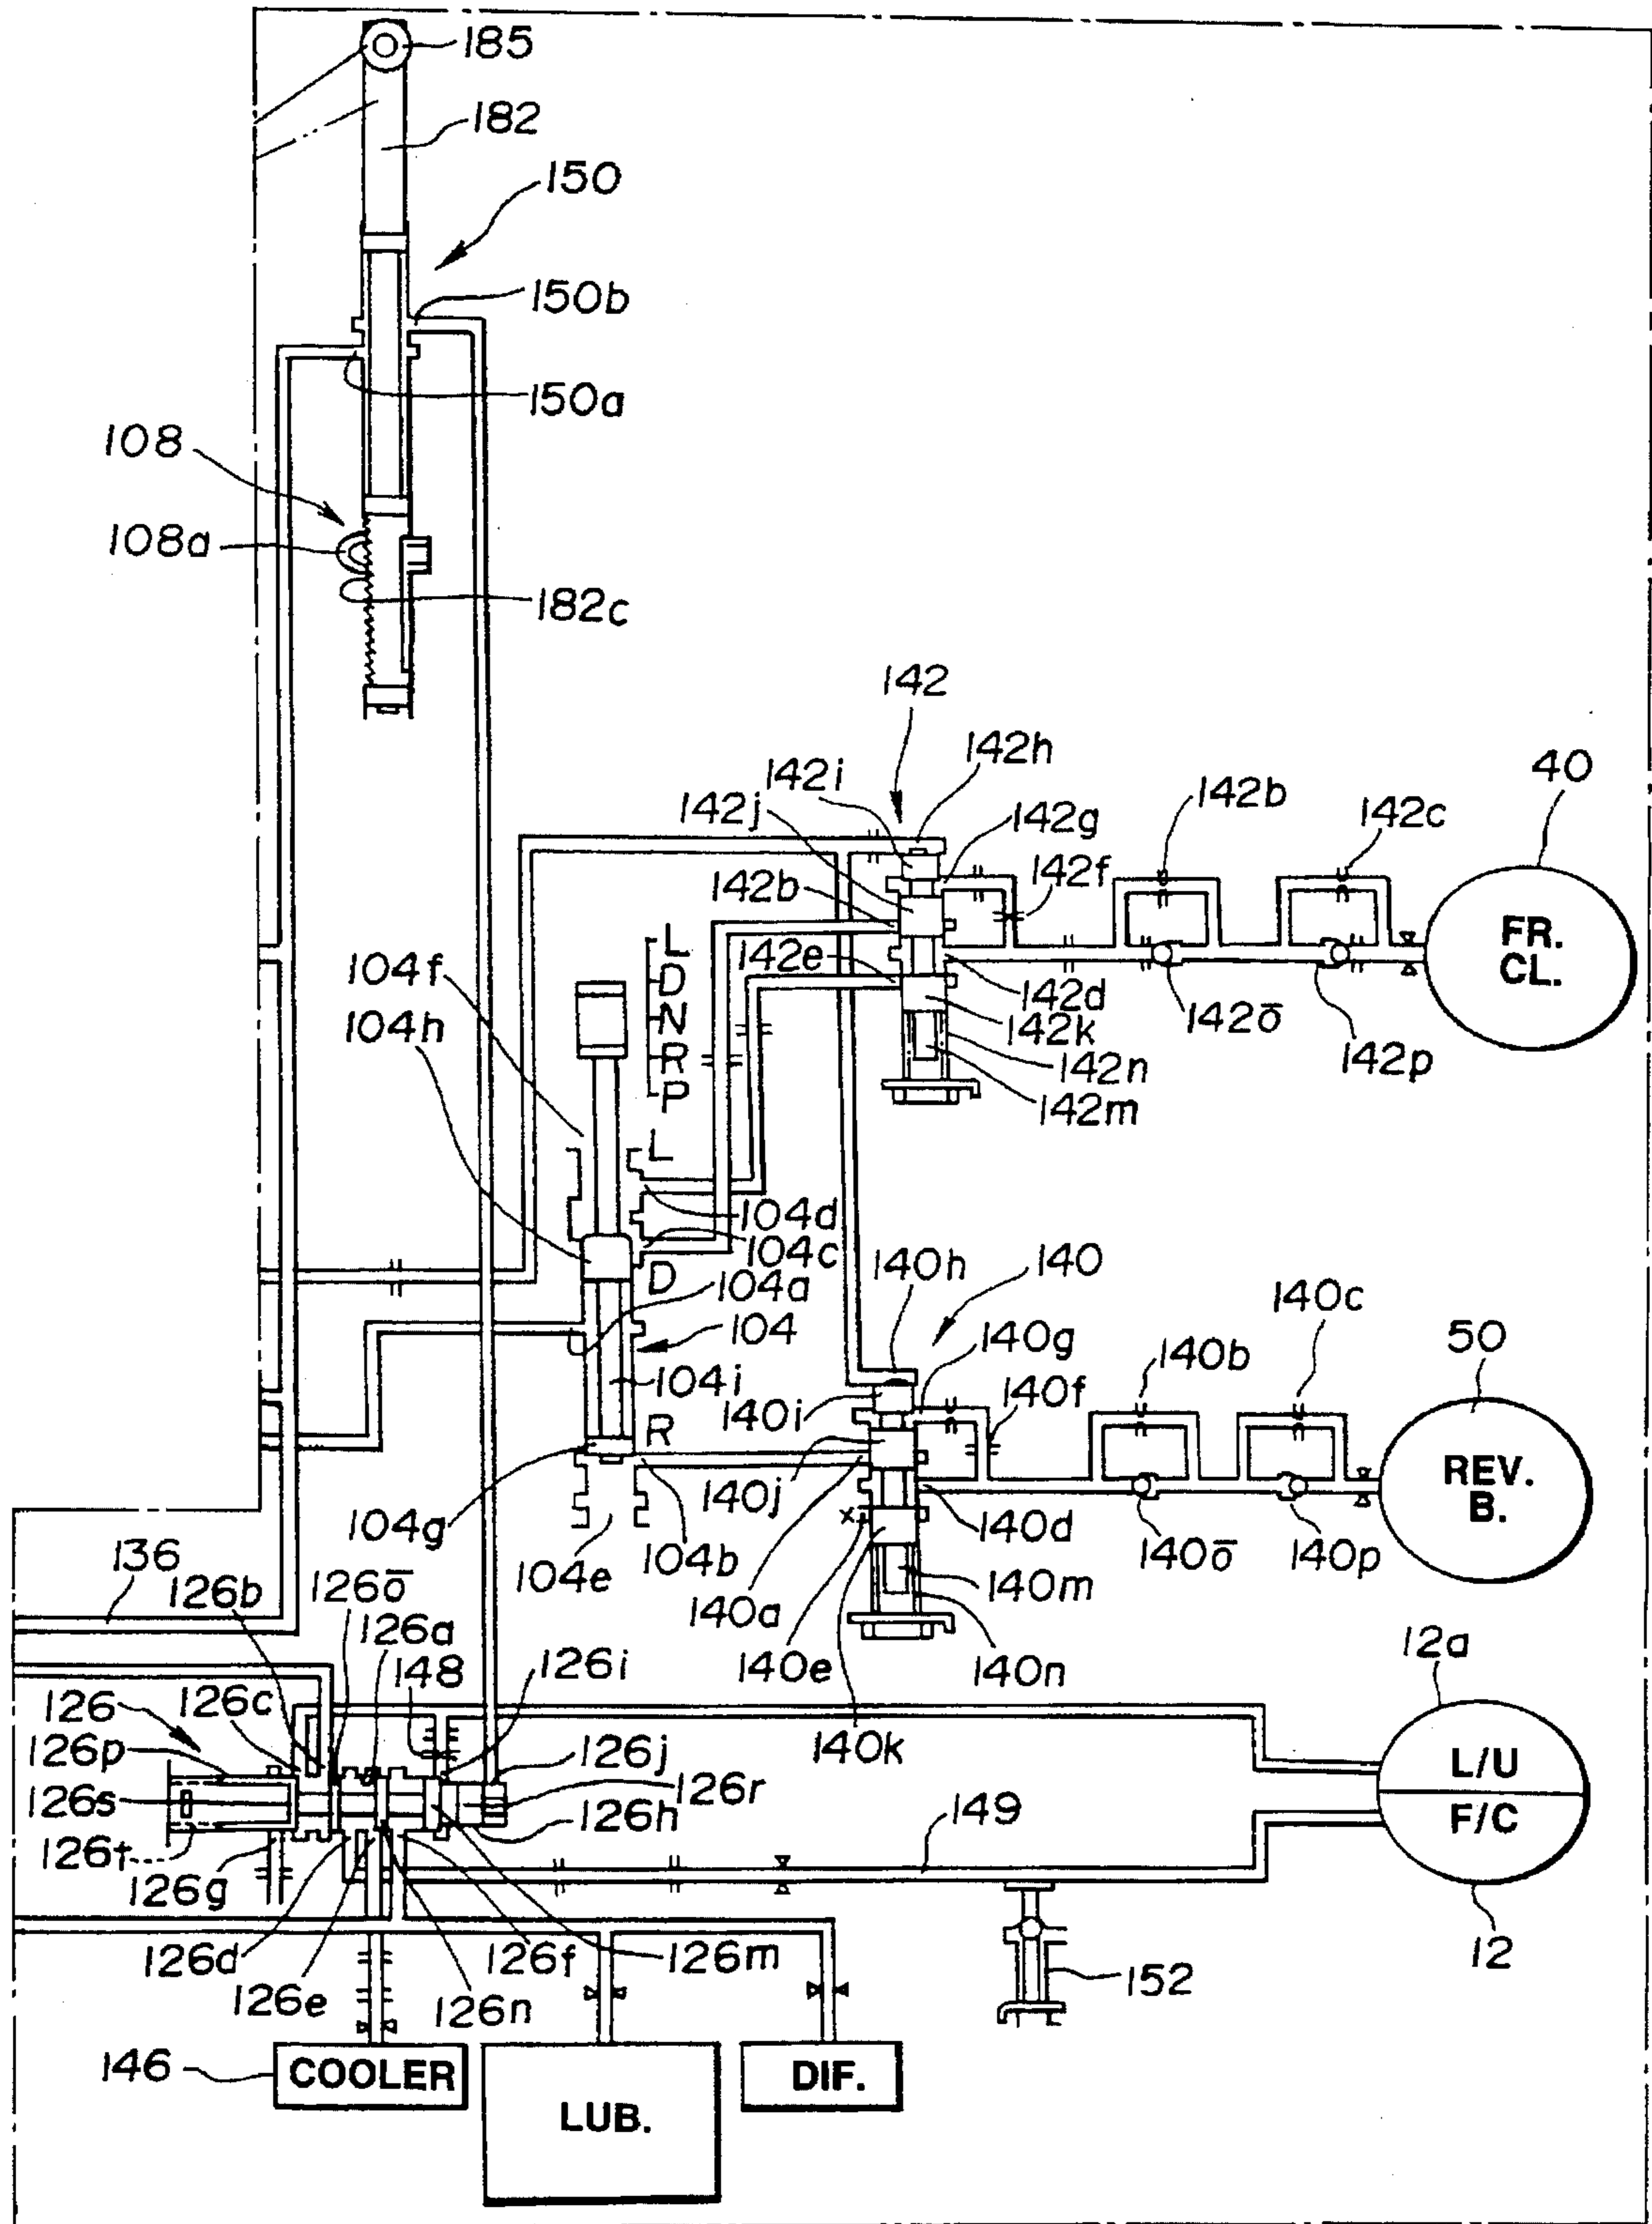 185
182
150
150b
150a
108
108a
182c
142
142h
142i
142j
142g
142b
142c
40
142f
142b
FR.
CL.
142e
142d
142k
142o̅
142p
142n
142m
104f
104h
L
D
N
R
P
L
104d
104c
D
104a
104
104i
R
104g
104b
104e
140h
140
140c
140g
140b
50
140f
140i
140j
REV.
B.
140d
140o̅
140p
140m
140a
140e
140n
140k
136
126b
126o̅
126a
148
126i
12a
126
126c
126p
126j
126s
126r
126h
L/U
F/C
126t
149
126g
126d
126f
126m
126e
126n
152
12
146
COOLER
LUB.
DIF.